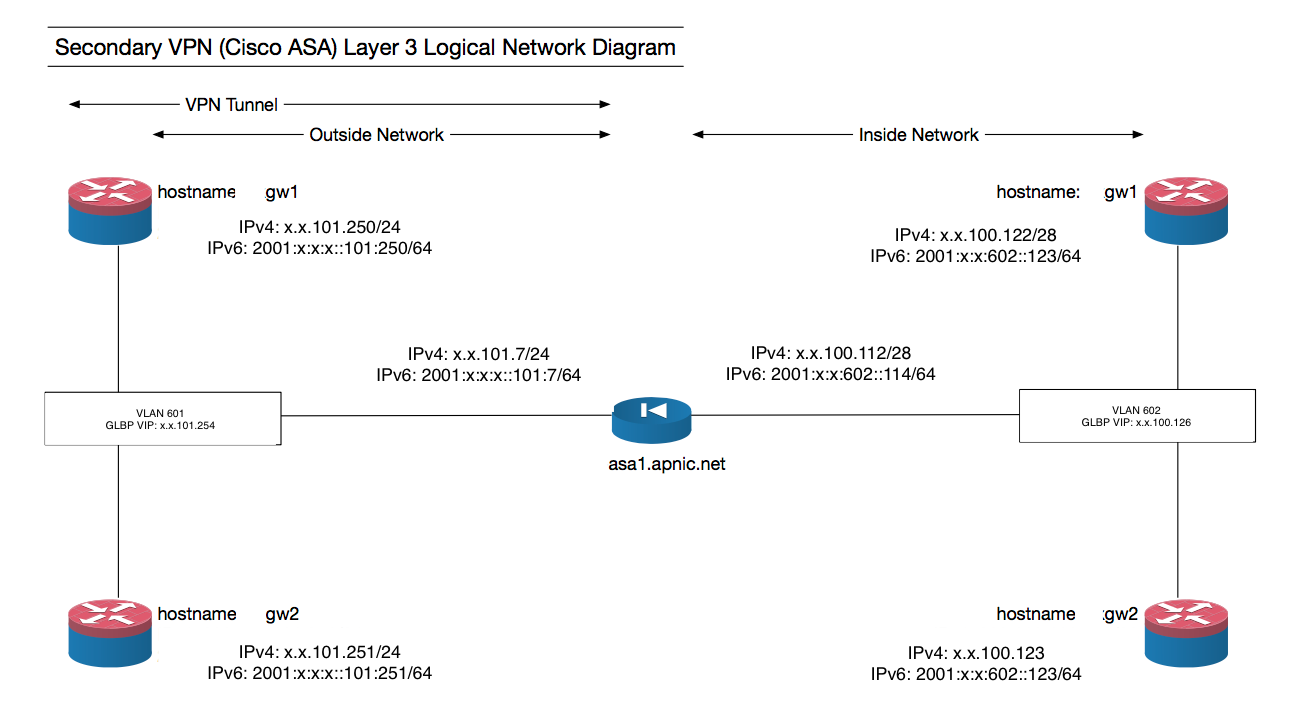 Secondary VPN (Cisco ASA) Layer 3 Logical Network Diagram
VPN Tunnel
Outside Network
Inside Network
hostname gw1
IPv4: x.x.101.250/24
IPv6: 2001:x:x:x::101:250/64
hostname: gw1
IPv4: x.x.100.122/28
IPv6: 2001:x:x:602::123/64
IPv4: x.x.101.7/24
IPv6: 2001:x:x:x::101:7/64
IPv4: x.x.100.112/28
IPv6: 2001:x:x:602::114/64
VLAN 601
GLBP VIP: x.x.101.254
VLAN 602
GLBP VIP: x.x.100.126
asa1.apnic.net
hostname gw2
IPv4: x.x.101.251/24
IPv6: 2001:x:x:x::101:251/64
hostname :gw2
IPv4: x.x.100.123
IPv6: 2001:x:x:602::123/64